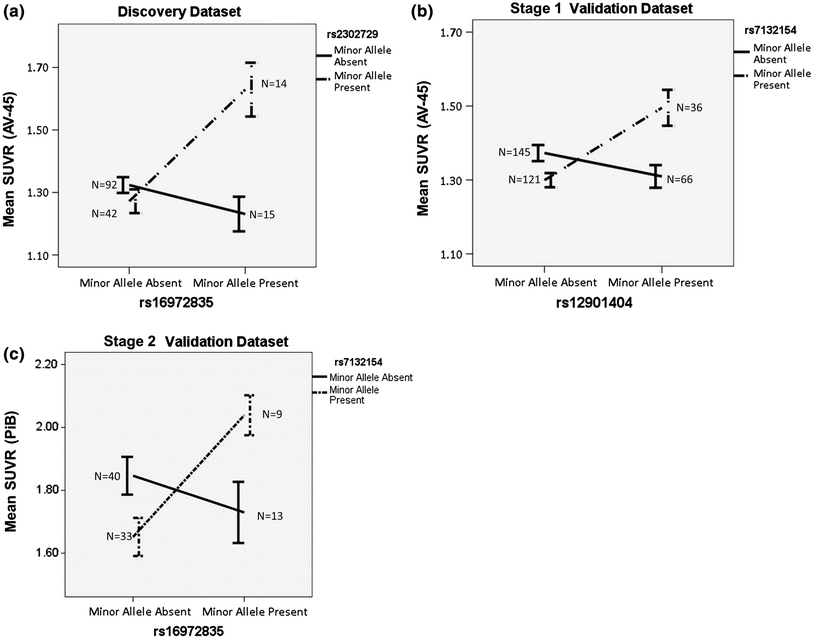 (a)
Discovery Dataset
rs2302729
Minor Allele
Absent
Minor Allele
Present
Mean SUVR (AV-45)
1.70
1.50
1.30
1.10
N=14
N=92
N=42
N=15
Minor Allele Absent
Minor Allele Present
rs16972835
(b)
Stage 1 Validation Dataset
rs7132154
Minor Allele
Absent
Minor Allele
Present
Mean SUVR (AV-45)
1.70
1.50
1.30
1.10
N=36
N=145
N=121
N=66
Minor Allele Absent
Minor Allele Present
rs12901404
(c)
Stage 2 Validation Dataset
rs7132154
Minor Allele Absent
Minor Allele
Present
Mean SUVR (PiB)
2.20
2.00
1.80
1.60
N=9
N=40
N=13
N=33
Minor Allele Absent
Minor Allele Present
rs16972835